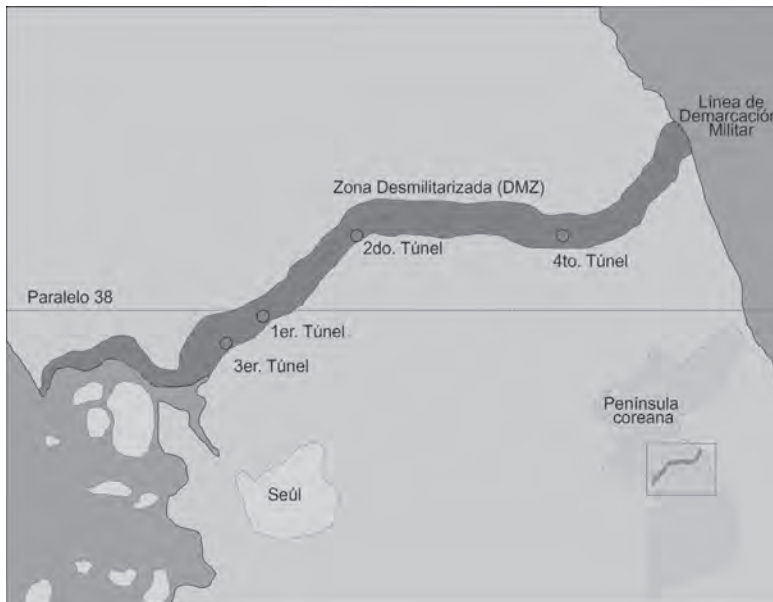 Línea de
Demarcación
Militar
Zona Desmilitarizada (DMZ)
2do. Túnel
4to. Túnel
Paralelo 38
1er. Túnel
3er. Túnel
Península
coreana
Seúl